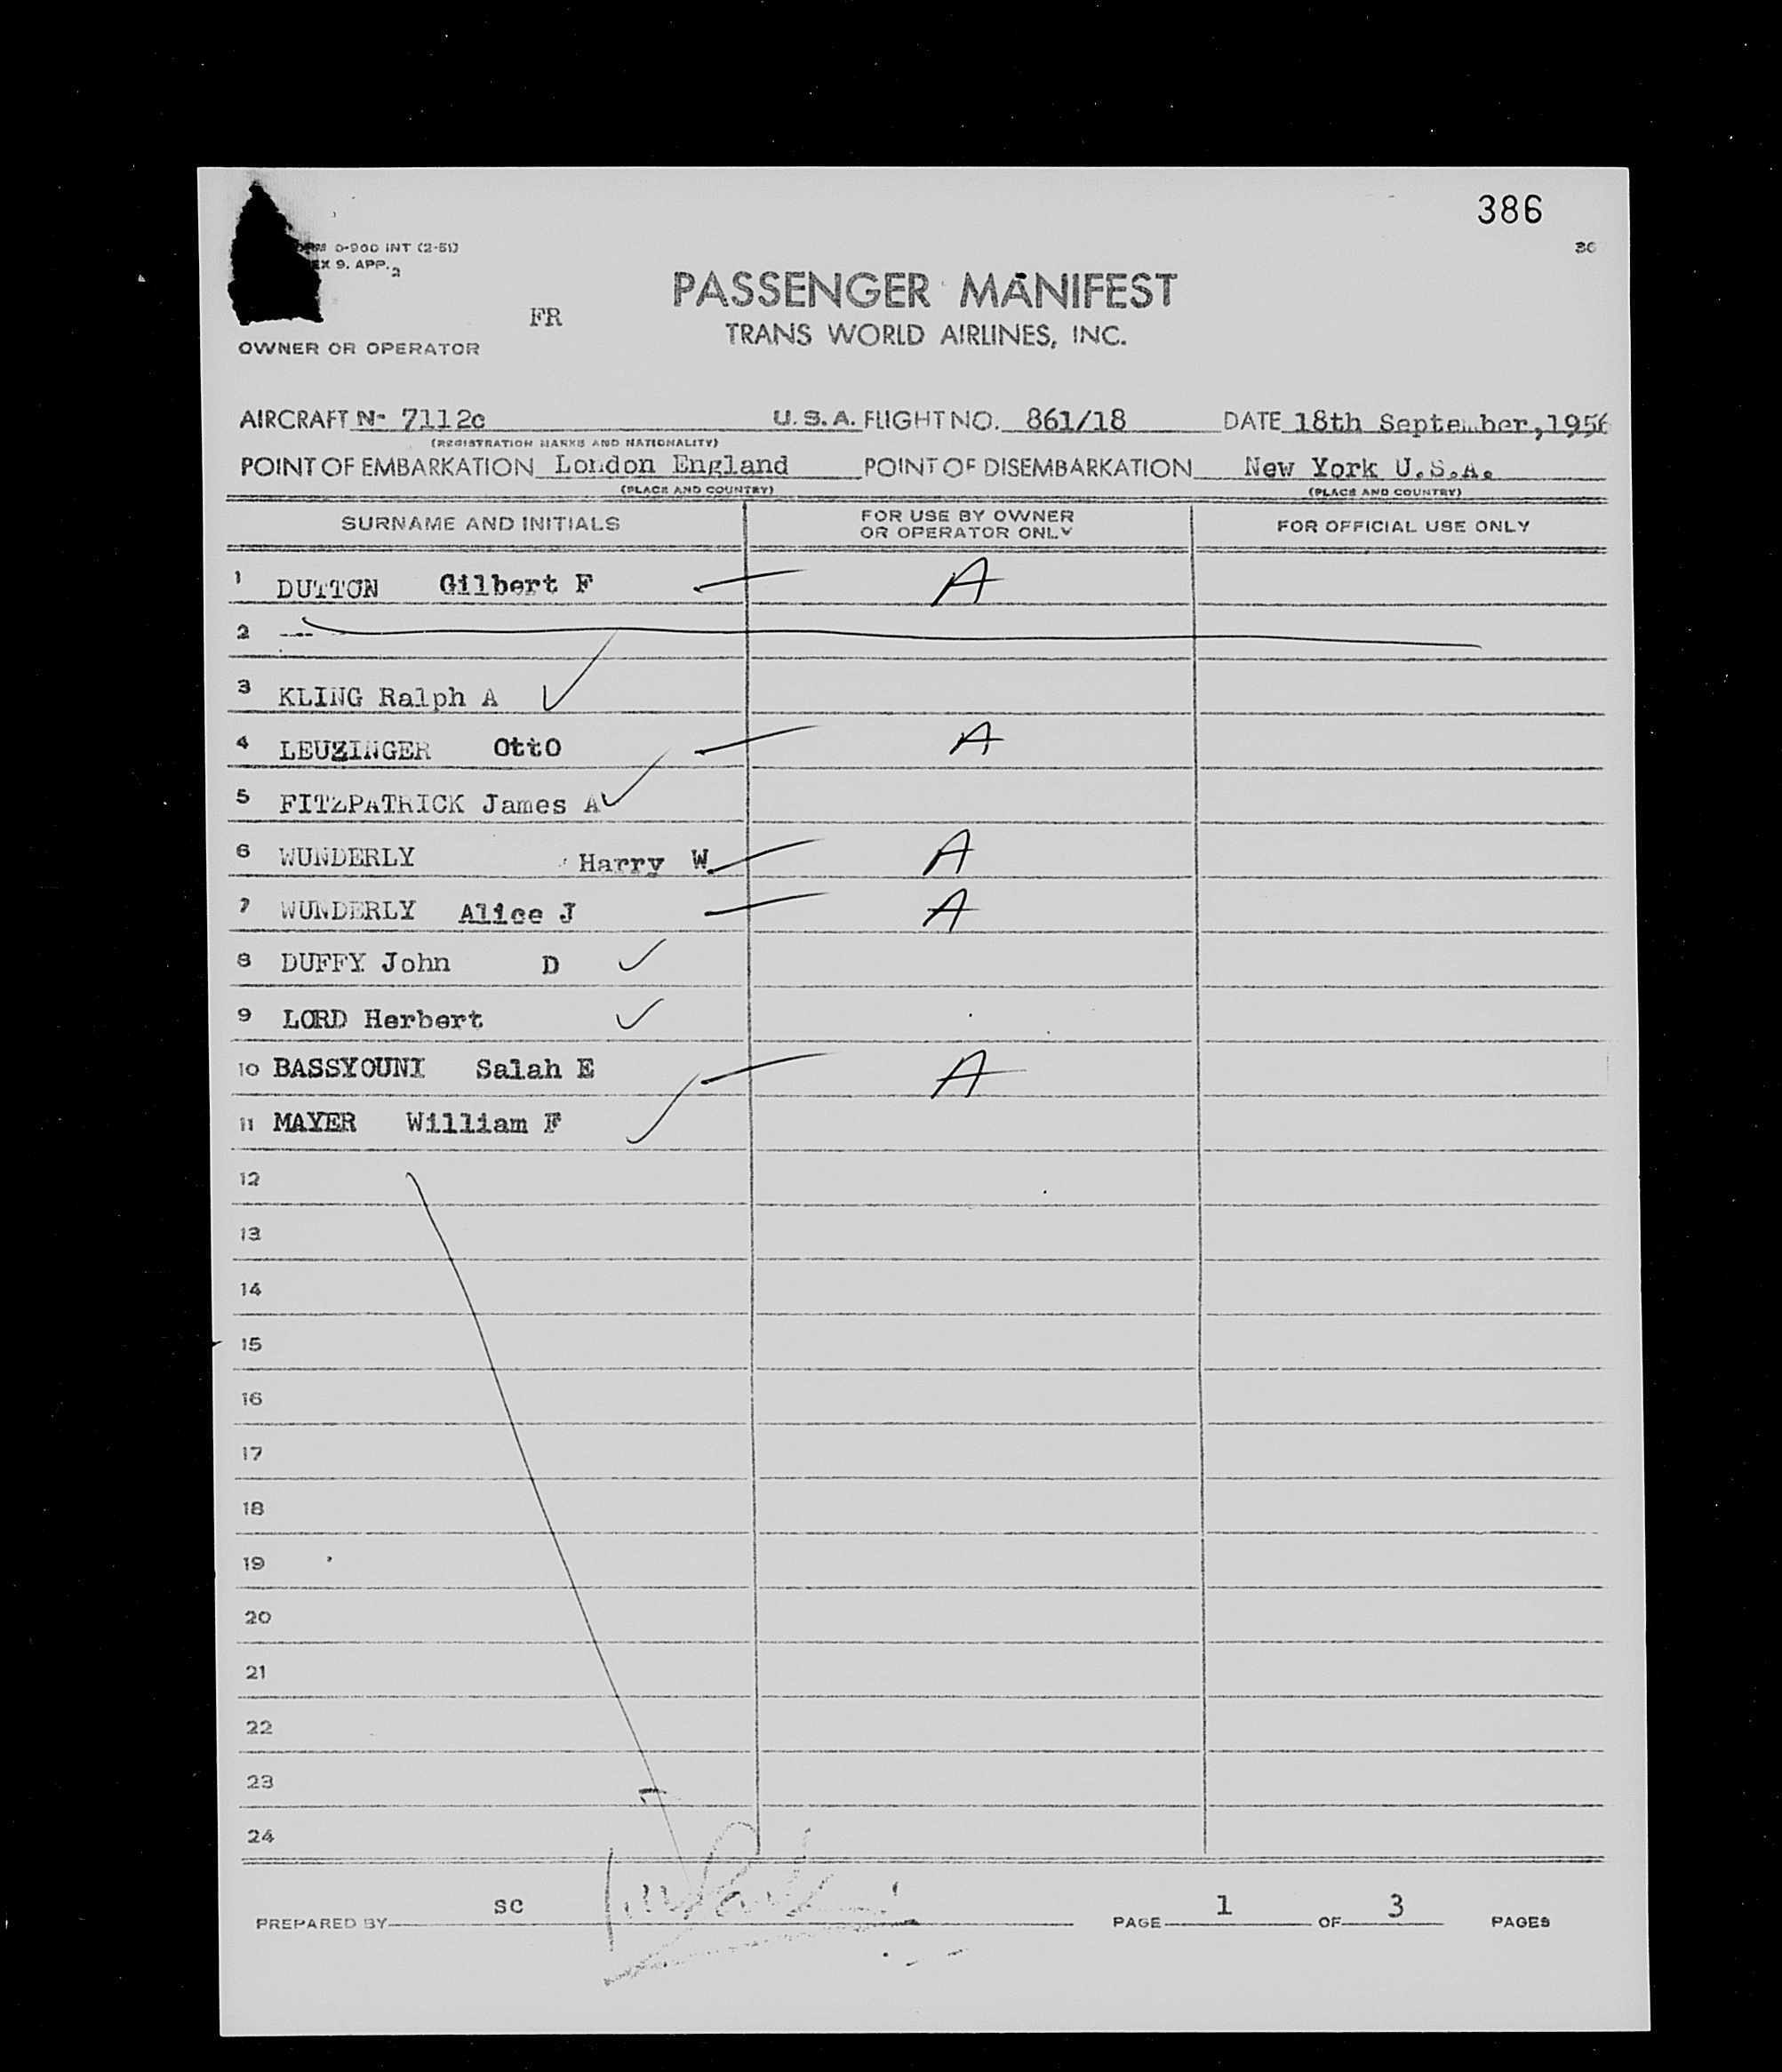 386
36
ORM O-900 INT (2-51)
EX 9. APP. 2
FR
PASSENGER MANIFEST
TRANS WORLD AIRLINES, INC.
OWNER OR OPERATOR
AIRCRAFT N- 7112c U.S.A. FLIGHT NO. 861/18 DATE 18th September, 1956
(REGISTRATION MARKS AND NATIONALITY)
POINT OF EMBARKATION London England POINT OF DISEMBARKATION New York U.S.A.
(PLACE AND COUNTRY) (PLACE AND COUNTRY)
SURNAME AND INITIALS FOR USE BY OWNER OR OPERATOR ONLY FOR OFFICIAL USE ONLY
1 DUTTON Gilbert F A
2
3 KLING Ralph A
4 LEUZINGER OttO A
5 FITZPATRICK James A
6 WUNDERLY Harry W A
7 WUNDERLY Alice J A
8 DUFFY John D
9 LORD Herbert
10 BASSYOUNI Salah E A
11 MAYER William F
12
13
14
15
16
17
18
19
20
21
22
23
24
PREPARED BY sc PAGE 1 OF 3 PAGES